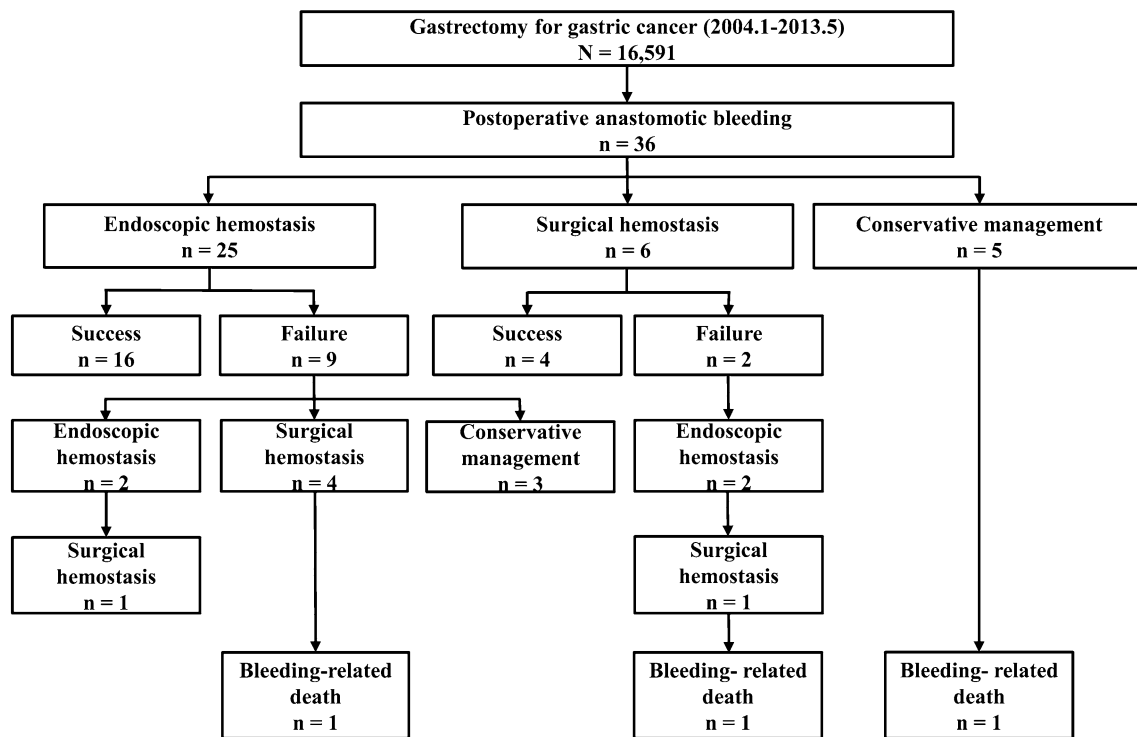 Gastrectomy for gastric cancer (2004.1-2013.5)
N = 16,591
Postoperative anastomotic bleeding
n = 36
Endoscopic hemostasis
n = 25
Surgical hemostasis
n = 6
Conservative management
n = 5
Success
n = 16
Failure
n = 9
Success
n = 4
Failure
n = 2
Endoscopic
hemostasis
n = 2
Surgical
hemostasis
n = 4
Conservative
management
n = 3
Endoscopic
hemostasis
n = 2
Surgical
hemostasis
n = 1
Surgical
hemostasis
n = 1
Bleeding-related
death
n = 1
Bleeding- related
death
n = 1
Bleeding- related
death
n = 1